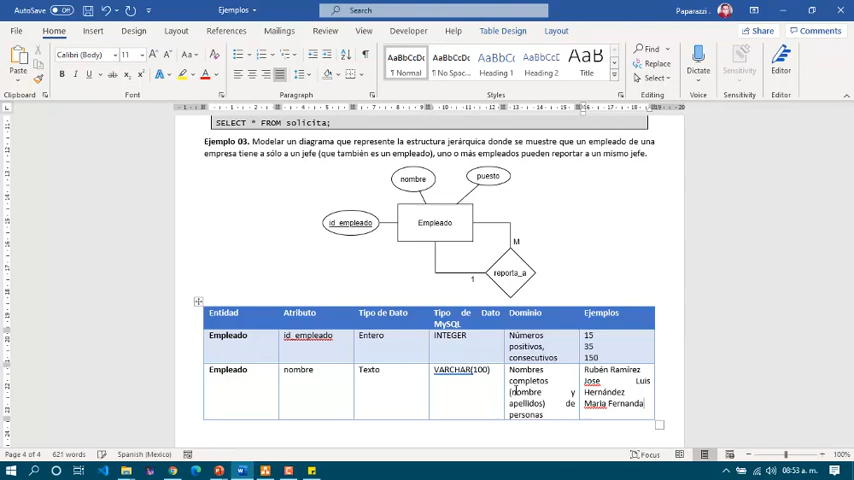 AutoSave Off
Ejemplos
Search
Paparazzi .
File Home Insert Draw Design Layout References Mailings Review View Help Table Design Layout
Share Comments
Calibri (Body)
Paste
B I U ab
AaBbCcDc AaBbCcDc AaBbCc AaBbCcD AaB
1 Normal 1 No Spac... Heading 1 Heading 2 Title
Find
Replace
Select
Dictate
Sensitivity
Editor
Clipboard Font Paragraph Styles Editing Voice Sensitivity Editor
SELECT * FROM solicita;
Ejemplo 03. Modelar un diagrama que represente la estructura jerárquica donde se muestre que un empleado de una
empresa tiene a sólo a un jefe (que también es un empleado), uno o más empleados pueden reportar a un mismo jefe.
nombre
puesto
id_empleado
Empleado
M
reporta_a
1
Entidad Atributo Tipo de Dato Tipo de Dato MySQL Dominio Ejemplos
Empleado id_empleado Entero INTEGER Números positivos, consecutivos 15 35 150
Empleado nombre Texto VARCHAR(100) Nombres completos (nombre y apellidos) de personas Rubén Ramírez Jose Luis Hernández Maria Fernanda
Page 4 of 4 621 words Spanish (Mexico) Focus 100%
08:53 a. m.